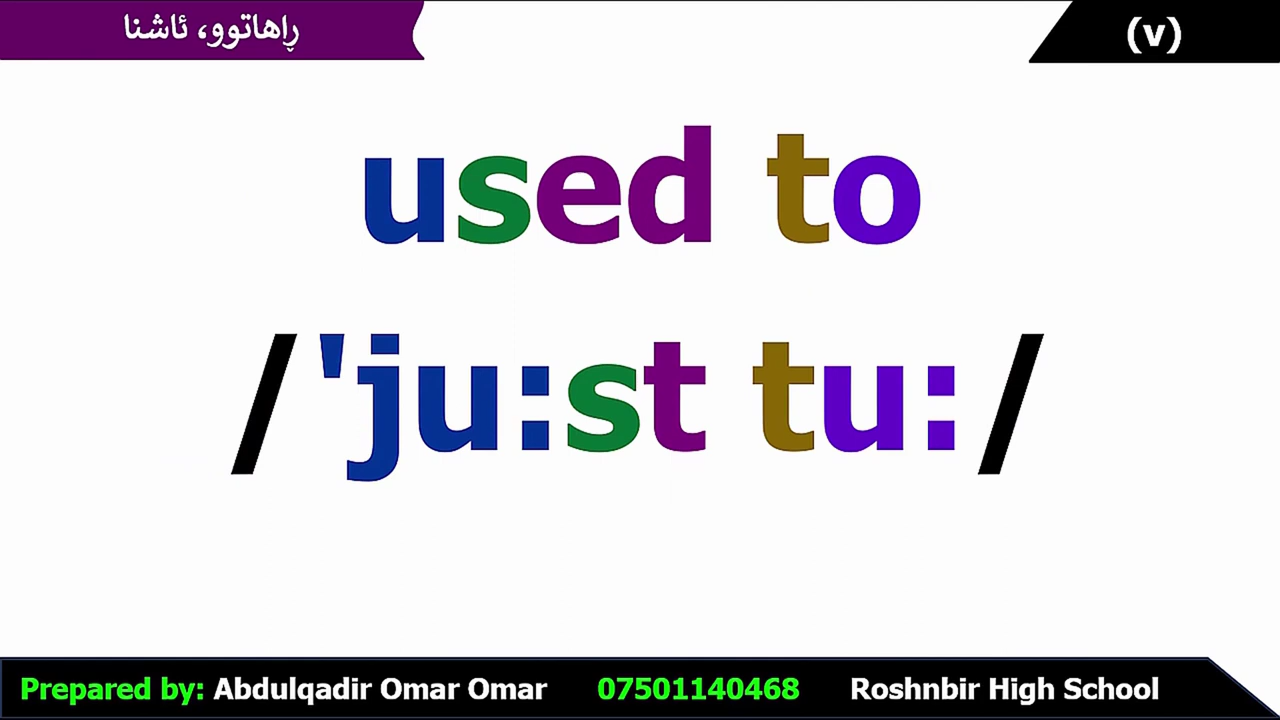 ڕاهاتوو، ئاشنا
(v)
used to
/'ju:st tu:/
Prepared by: Abdulqadir Omar Omar 07501140468 Roshnbir High School